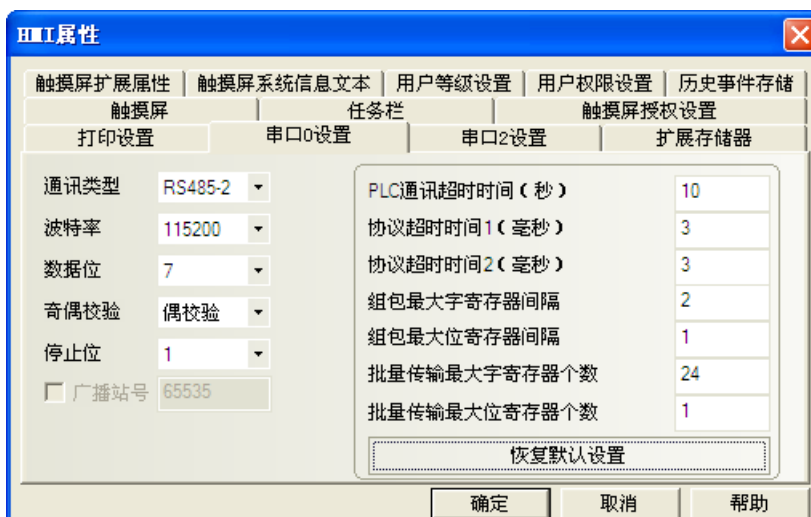 HMI属性
触摸屏扩展属性 触摸屏系统信息文本 用户等级设置 用户权限设置 历史事件存储
触摸屏 任务栏 触摸屏授权设置
打印设置 串口0设置 串口2设置 扩展存储器
通讯类型 RS485-2 PLC通讯超时时间(秒) 10
波特率 115200 协议超时时间1(毫秒) 3
数据位 7 协议超时时间2(毫秒) 3
奇偶校验 偶校验 组包最大字寄存器间隔 2
停止位 1 组包最大位寄存器间隔 1
广播站号 65535 批量传输最大字寄存器个数 24
批量传输最大位寄存器个数 1
恢复默认设置
确定 取消 帮助